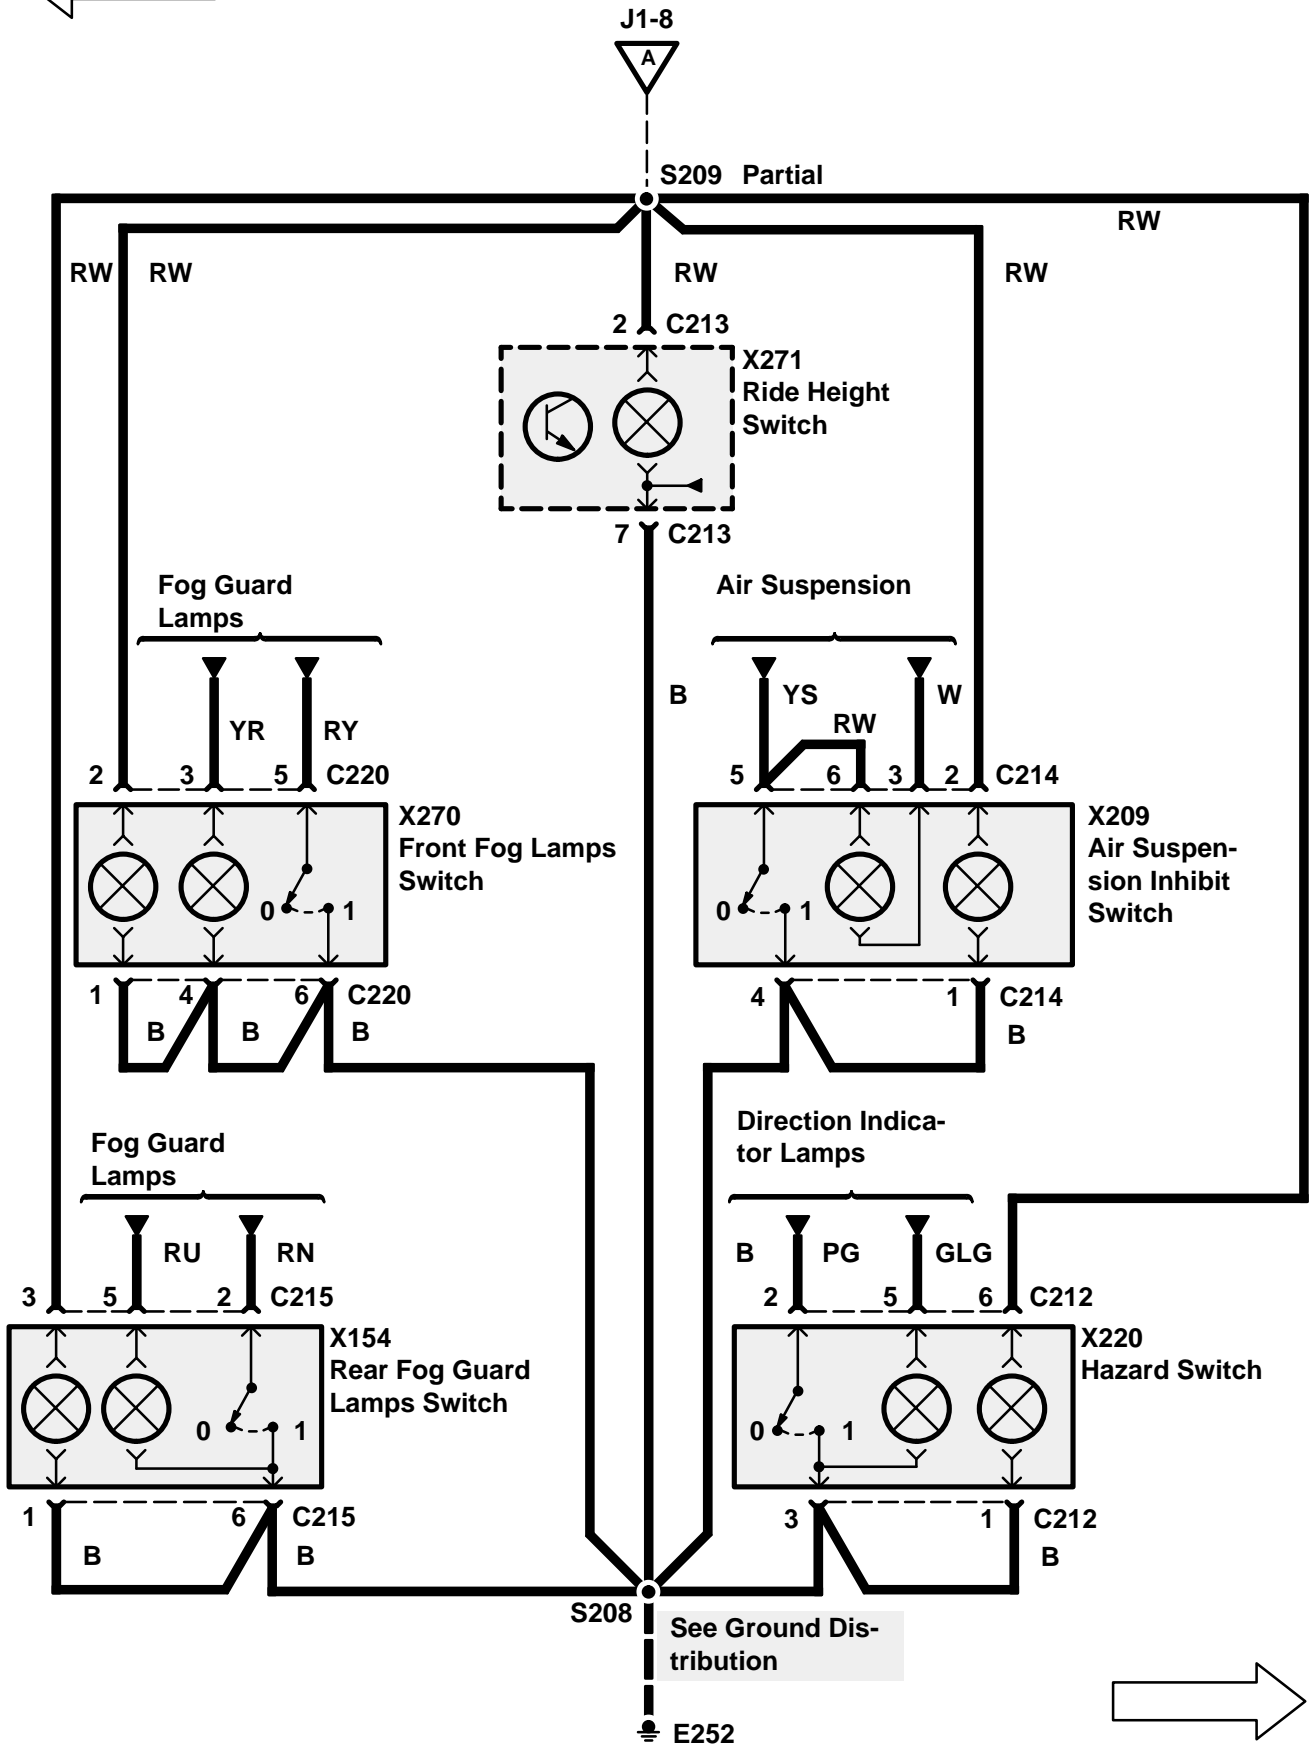 J1-8
A
S209 Partial
RW
RW RW RW RW
2 C213
X271
Ride Height
Switch
7 C213
Fog Guard
Lamps
Air Suspension
B YS W
YR RY RW
2 3 5 C220
5 6 3 2 C214
X270
Front Fog Lamps
Switch
0 1
X209
Air Suspen-
sion Inhibit
Switch
0 1
1 4 6 C220
B B B
4 1 C214
B
Fog Guard
Lamps
Direction Indica-
tor Lamps
RU RN
B PG GLG
3 5 2 C215
2 5 6 C212
X154
Rear Fog Guard
Lamps Switch
0 1
X220
Hazard Switch
0 1
1 6 C215
B B
3 1 C212
B
S208
See Ground Dis-
tribution
E252